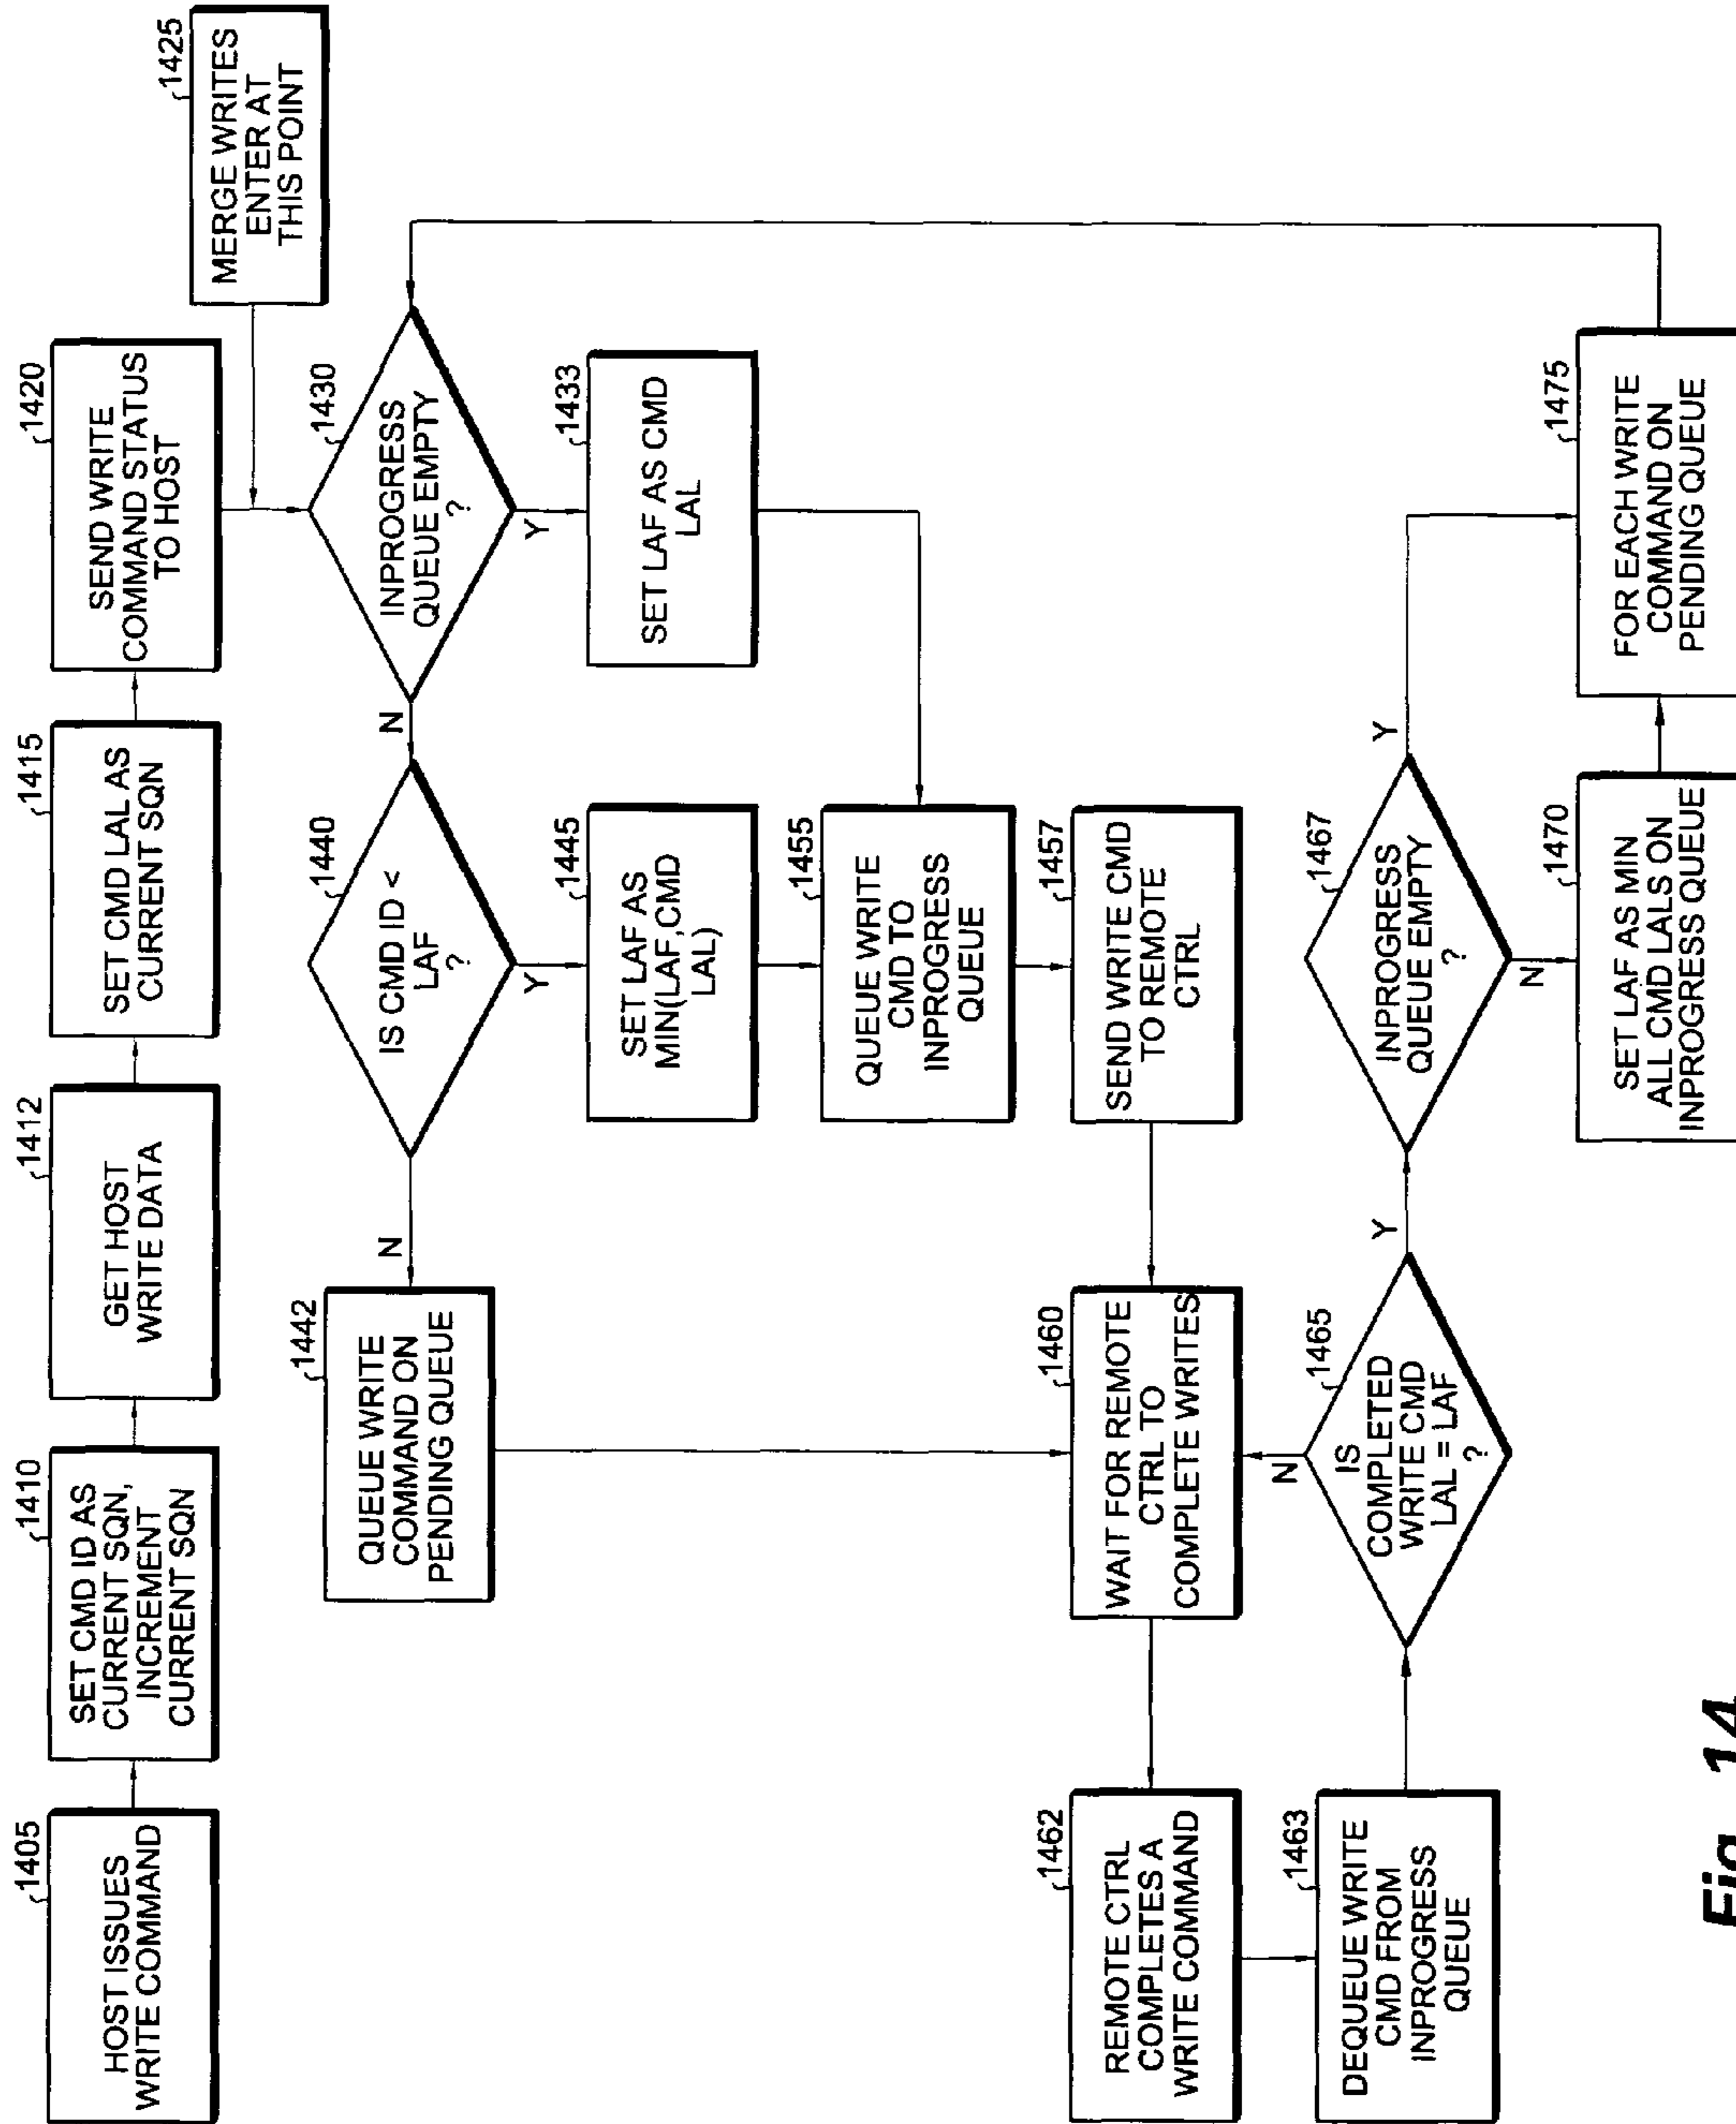 1405
HOST ISSUES
WRITE COMMAND
1410
SET CMD ID AS
CURRENT SQN,
INCREMENT
CURRENT SQN
1412
GET HOST
WRITE DATA
1415
SET CMD LAL AS
CURRENT SQN
1420
SEND WRITE
COMMAND STATUS
TO HOST
1425
MERGE WRITES
ENTER AT
THIS POINT
1430
INPROGRESS
QUEUE EMPTY
?
N
Y
1433
SET LAF AS CMD
LAL
1440
IS CMD ID <
LAF
?
N
Y
1442
QUEUE WRITE
COMMAND ON
PENDING QUEUE
1445
SET LAF AS
MIN(LAF,CMD
LAL)
1455
QUEUE WRITE
CMD TO
INPROGRESS
QUEUE
1457
SEND WRITE CMD
TO REMOTE
CTRL
1460
WAIT FOR REMOTE
CTRL TO
COMPLETE WRITES
1462
REMOTE CTRL
COMPLETES A
WRITE COMMAND
1463
DEQUEUE WRITE
CMD FROM
INPROGRESS
QUEUE
1465
IS
COMPLETED
WRITE CMD
LAL = LAF
?
N
Y
1467
INPROGRESS
QUEUE EMPTY
?
Y
N
1470
SET LAF AS MIN
ALL CMD LALS ON
INPROGRESS QUEUE
1475
FOR EACH WRITE
COMMAND ON
PENDING QUEUE
Fig. 14